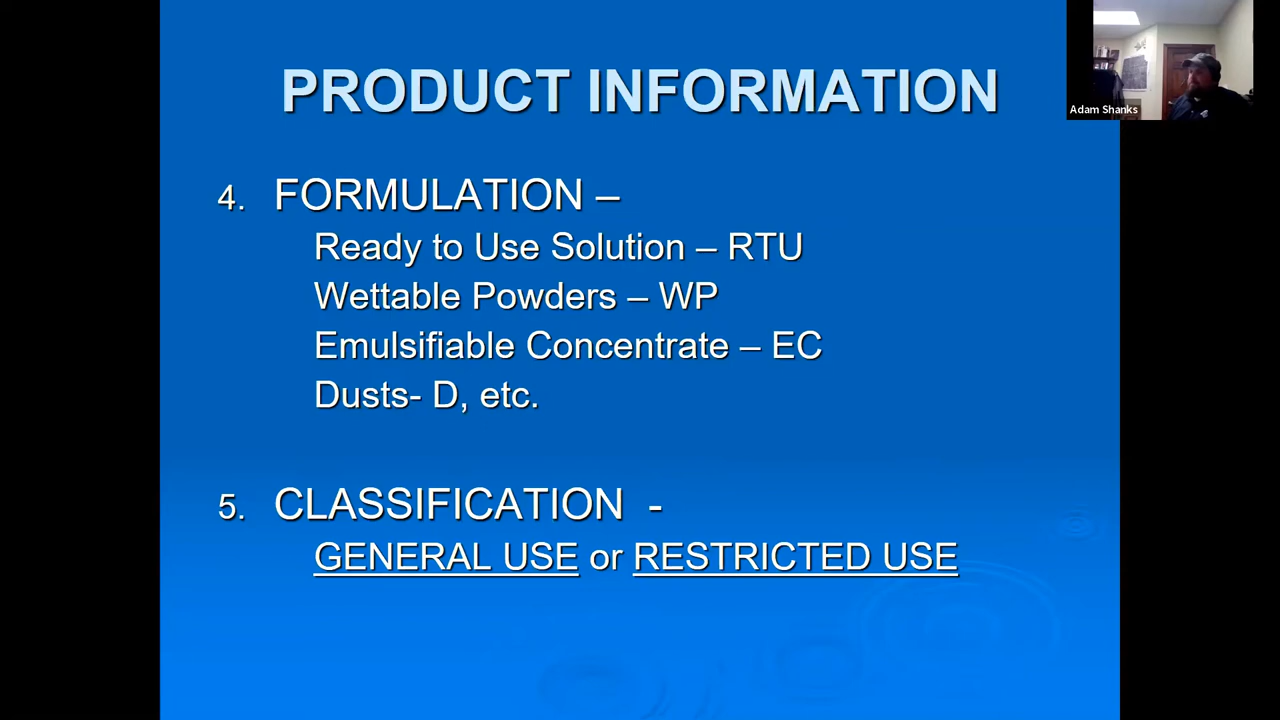 PRODUCT INFORMATION
Adam Shanks
4. FORMULATION –
Ready to Use Solution – RTU
Wettable Powders – WP
Emulsifiable Concentrate – EC
Dusts- D, etc.
5. CLASSIFICATION -
GENERAL USE or RESTRICTED USE